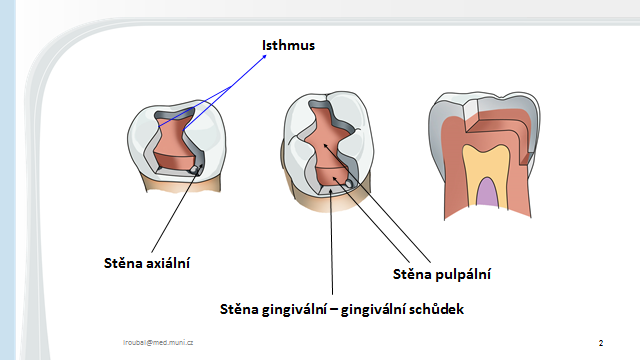 Isthmus
Stěna axiální
Stěna pulpální
Stěna gingivální – gingivální schůdek
lroubal@med.muni.cz
2